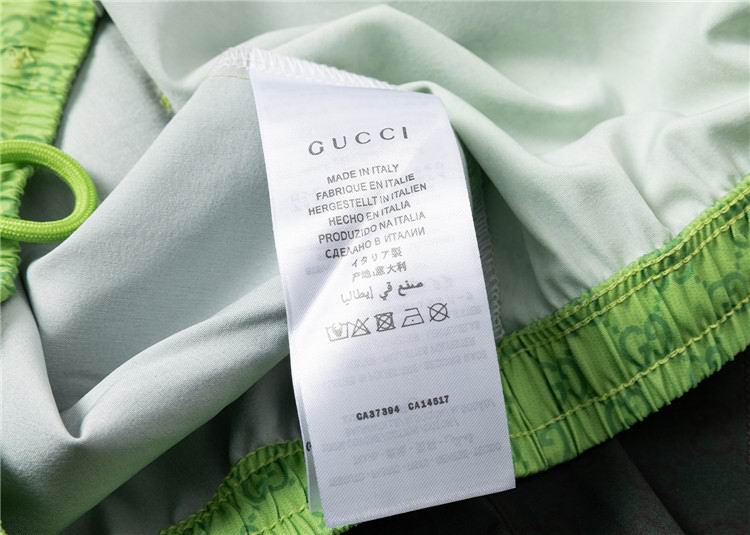 GUCCI
MADE IN ITALY
FABRIQUE EN ITALIE
HERGESTELLT IN ITALIEN
HECHO EN ITALIA
PRODUZIDO NA ITALIA
СДЕЛАНО В ИТАЛИИ
イタリア製
产地:意大利
صنع في إيطاليا
CA37394 CA14517